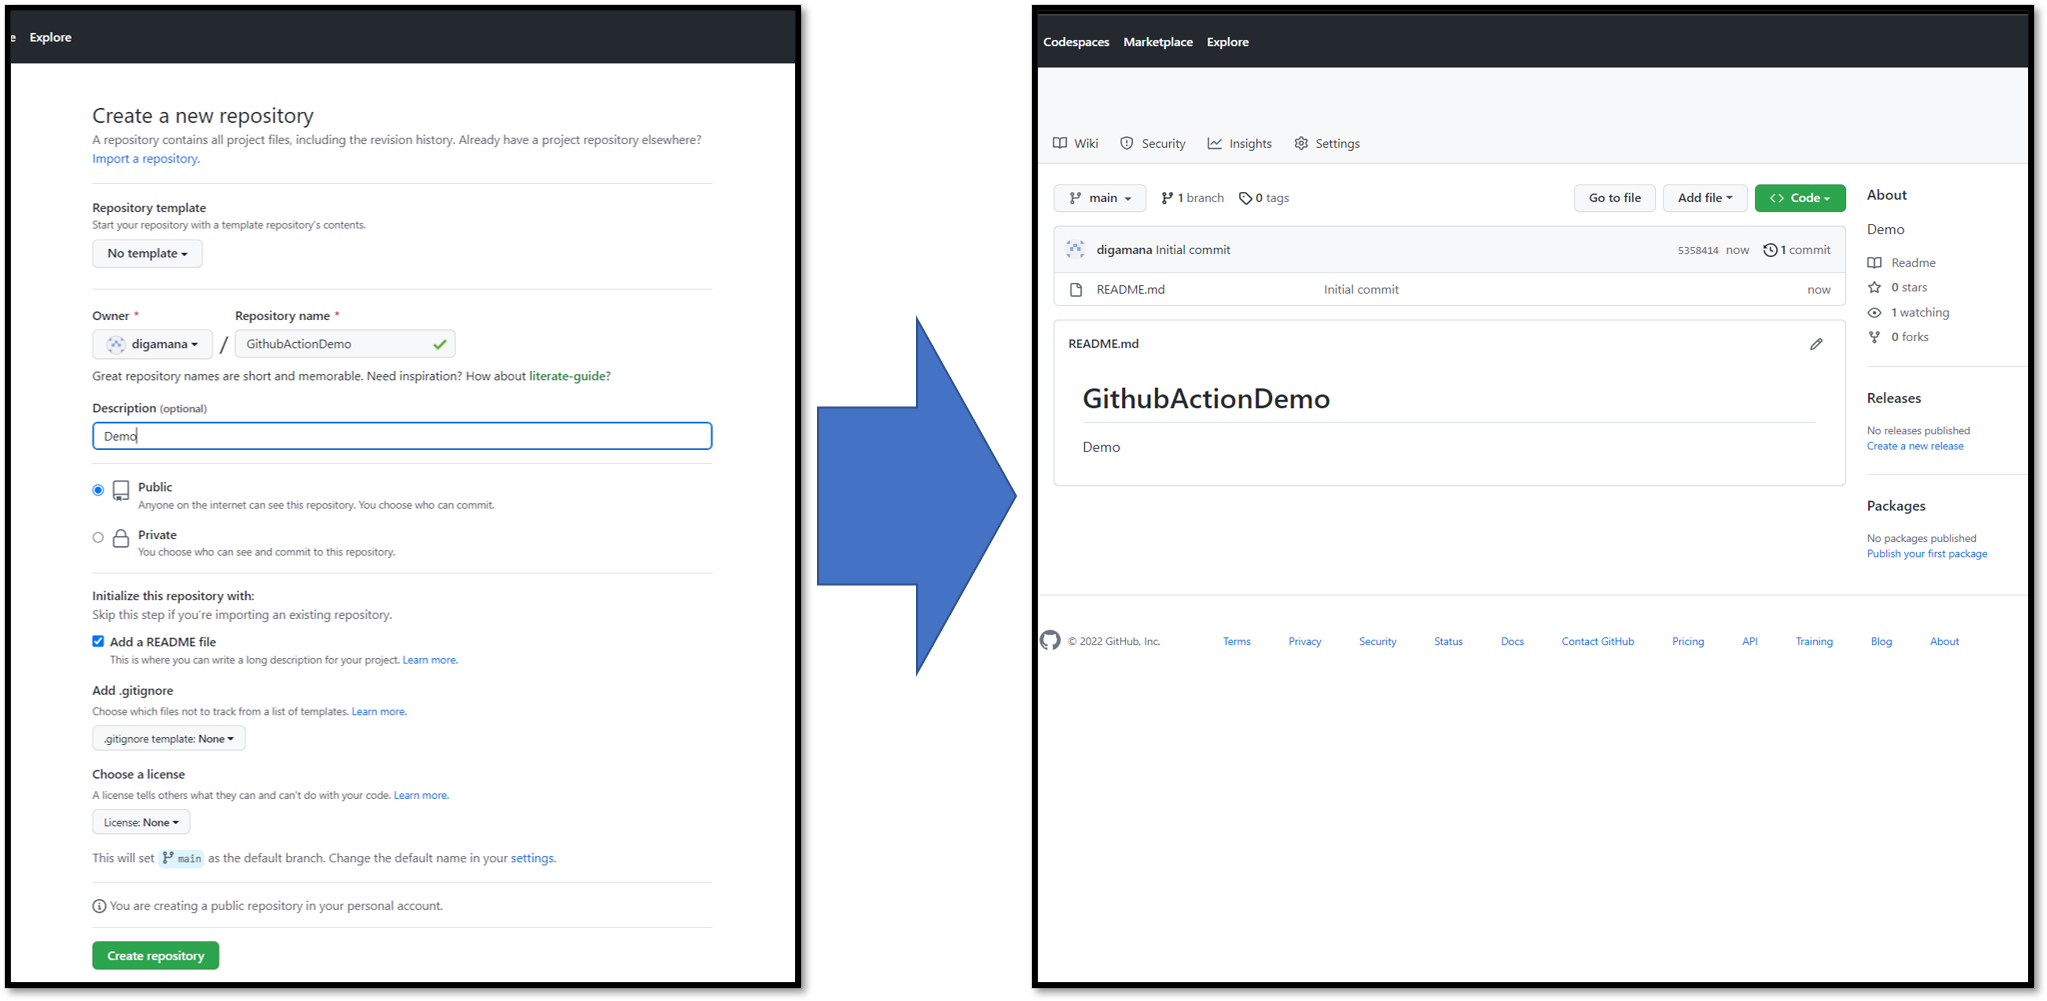 e Explore
Create a new repository
A repository contains all project files, including the revision history. Already have a project repository elsewhere?
Import a repository.
Repository template
Start your repository with a template repository's contents.
No template
Owner * Repository name *
digamana / GithubActionDemo
Great repository names are short and memorable. Need inspiration? How about literate-guide?
Description (optional)
Demo
Public
Anyone on the internet can see this repository. You choose who can commit.
Private
You choose who can see and commit to this repository.
Initialize this repository with:
Skip this step if you're importing an existing repository.
Add a README file
This is where you can write a long description for your project. Learn more.
Add .gitignore
Choose which files not to track from a list of templates. Learn more.
.gitignore template: None
Choose a license
A license tells others what they can and can't do with your code. Learn more.
License: None
This will set main as the default branch. Change the default name in your settings.
You are creating a public repository in your personal account.
Create repository
Codespaces Marketplace Explore
Wiki Security Insights Settings
main 1 branch 0 tags Go to file Add file <> Code
digamana Initial commit 5358414 now 1 commit
README.md Initial commit now
README.md
GithubActionDemo
Demo
About
Demo
Readme
0 stars
1 watching
0 forks
Releases
No releases published
Create a new release
Packages
No packages published
Publish your first package
© 2022 GitHub, Inc. Terms Privacy Security Status Docs Contact GitHub Pricing API Training Blog About